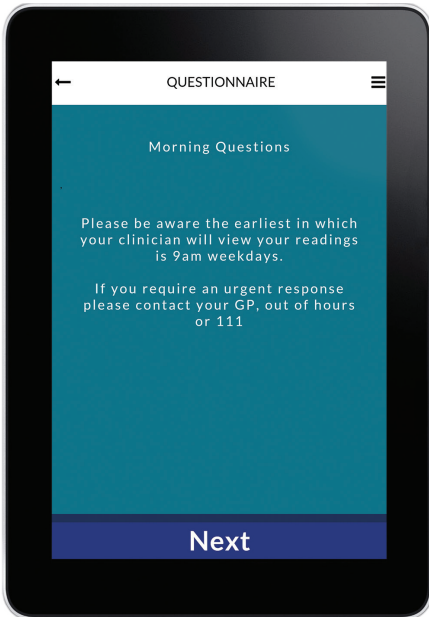 QUESTIONNAIRE
Morning Questions
Please be aware the earliest in which
your clinician will view your readings
is 9am weekdays.
If you require an urgent response
please contact your GP, out of hours
or 111
Next